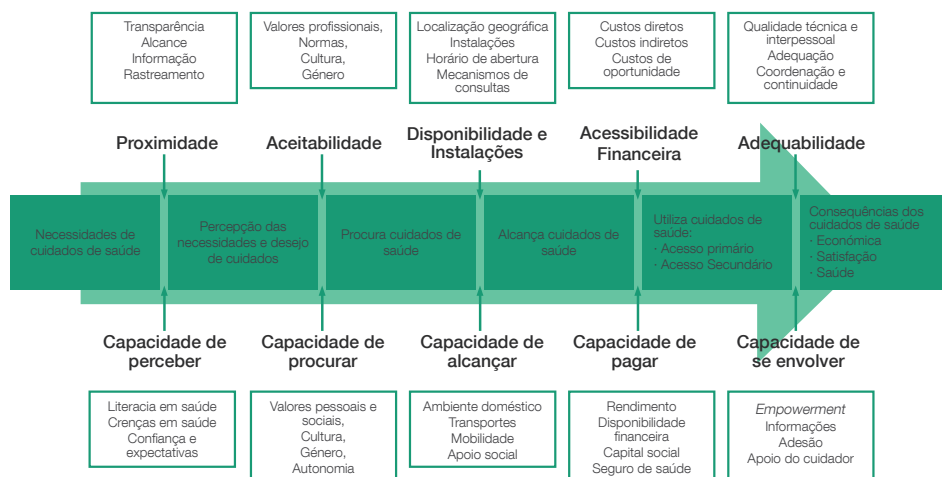 Transparência
Alcance
Informação
Rastreamento
Valores profissionais,
Normas,
Cultura,
Género
Localização geográfica
Instalações
Horário de abertura
Mecanismos de
consultas
Custos diretos
Custos indiretos
Custos de
oportunidade
Qualidade técnica e
interpessoal
Adequação
Coordenação e
continuidade
Proximidade
Aceitabilidade
Disponibilidade e
Instalações
Acessibilidade
Financeira
Adequabilidade
Necessidades de
cuidados de saúde
Percepção das
necessidades e desejo
de cuidados
Procura cuidados de
saúde
Alcança cuidados de
saúde
Utiliza cuidados de
saúde:
· Acesso primário
· Acesso Secundário
Consequências dos
cuidados de saúde
· Económica
· Satisfação
· Saúde
Capacidade de
perceber
Capacidade de
procurar
Capacidade de
alcançar
Capacidade de
pagar
Capacidade de
se envolver
Literacia em saúde
Crenças em saúde
Confiança e
expectativas
Valores pessoais e
sociais,
Cultura,
Género,
Autonomia
Ambiente doméstico
Transportes
Mobilidade
Apoio social
Rendimento
Disponibilidade
financeira
Capital social
Seguro de saúde
Empowerment
Informações
Adesão
Apoio do cuidador